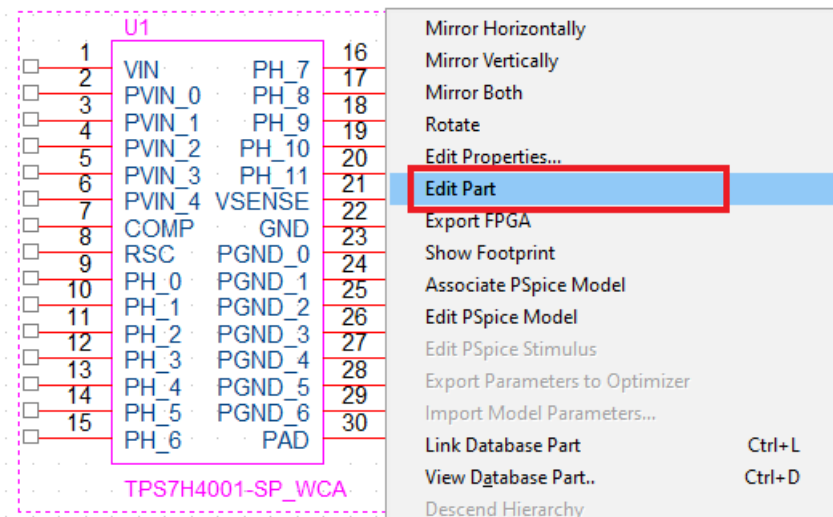 U1
1 VIN PH_7 16
2 PVIN_0 PH_8 17
3 PVIN_1 PH_9 18
4 PVIN_2 PH_10 19
5 PVIN_3 PH_11 20
6 PVIN_4 VSENSE 21
7 COMP GND 22
8 RSC PGND_0 23
9 PH_0 PGND_1 24
10 PH_1 PGND_2 25
11 PH_2 PGND_3 26
12 PH_3 PGND_4 27
13 PH_4 PGND_5 28
14 PH_5 PGND_6 29
15 PH_6 PAD 30
TPS7H4001-SP_WCA
Mirror Horizontally
Mirror Vertically
Mirror Both
Rotate
Edit Properties...
Edit Part
Export FPGA
Show Footprint
Associate PSpice Model
Edit PSpice Model
Edit PSpice Stimulus
Export Parameters to Optimizer
Import Model Parameters...
Link Database Part Ctrl+L
View Database Part.. Ctrl+D
Descend Hierarchy